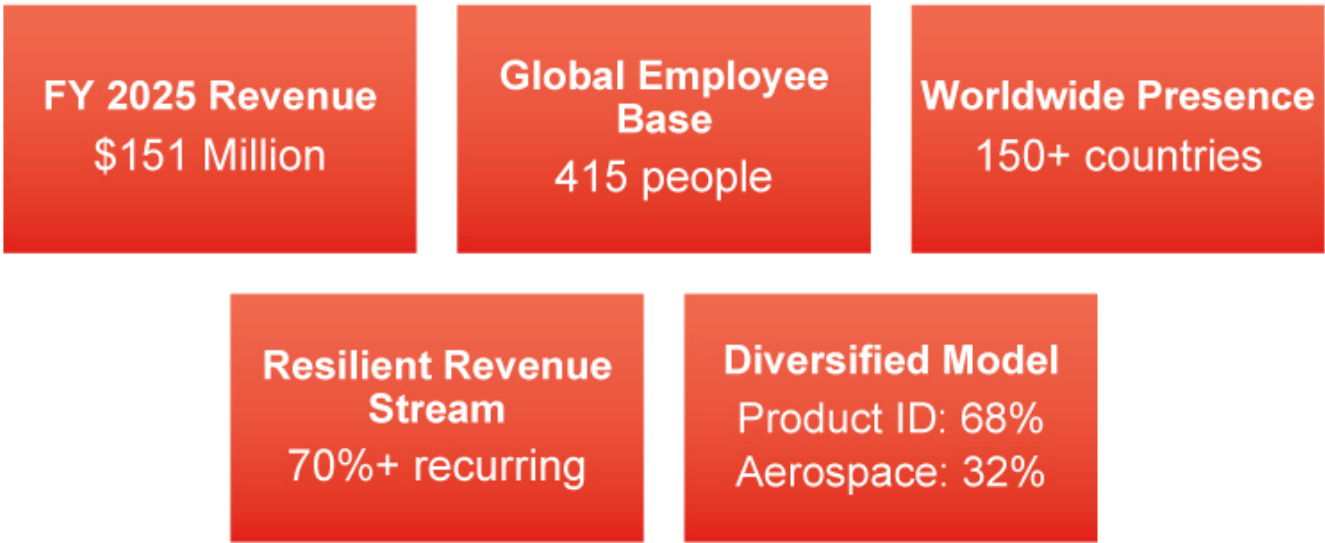 FY 2025 Revenue
$151 Million
Global Employee
Base
415 people
Worldwide Presence
150+ countries
Resilient Revenue
Stream
70%+ recurring
Diversified Model
Product ID: 68%
Aerospace: 32%